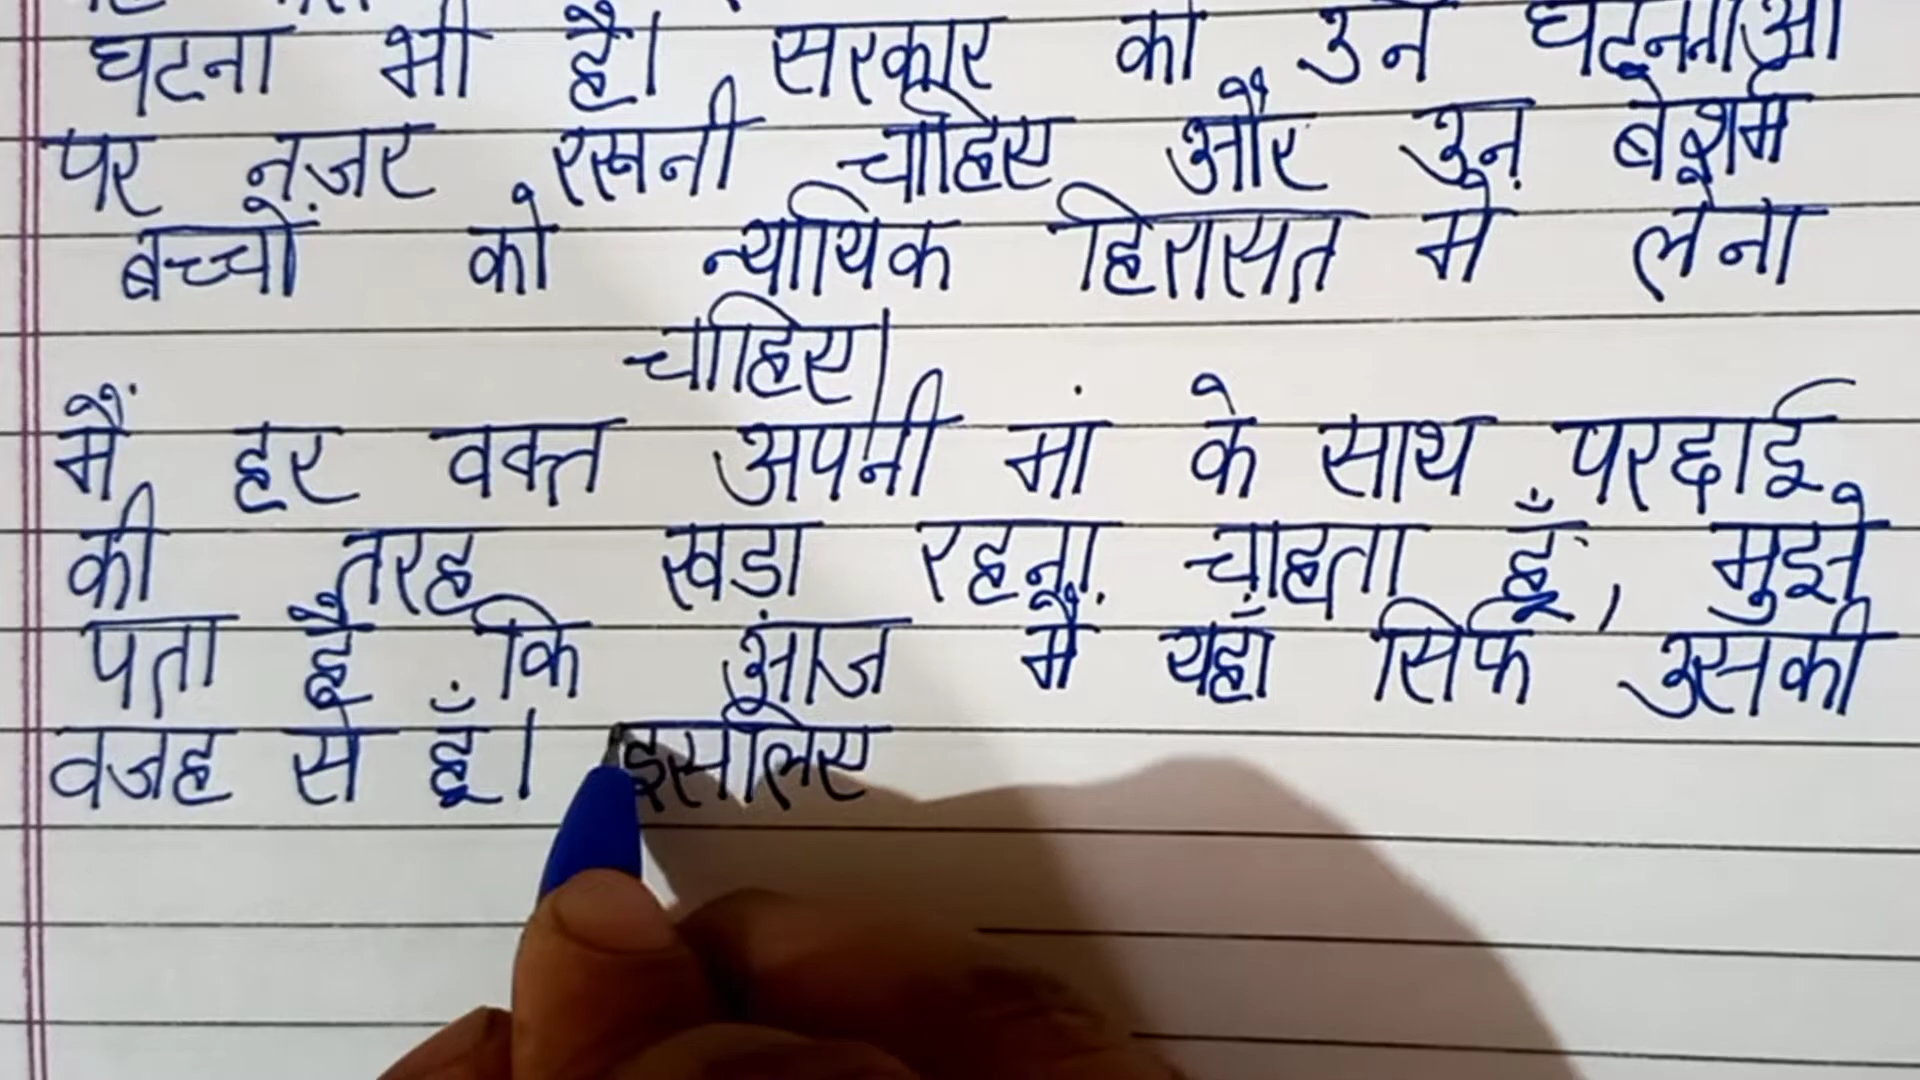 घटना भी है। सरकार को उन घटनाओं
पर नज़र रखनी चाहिए और उन बेशर्म
बच्चों को न्यायिक हिरासत में लेना
चाहिए।
मैं हर वक्त अपनी मां के साथ परछाई
की तरह खड़ा रहना चाहता हूँ, मुझे
पता है कि आज मैं यहाँ सिर्फ उसकी
वजह से हूँ। इसलिए